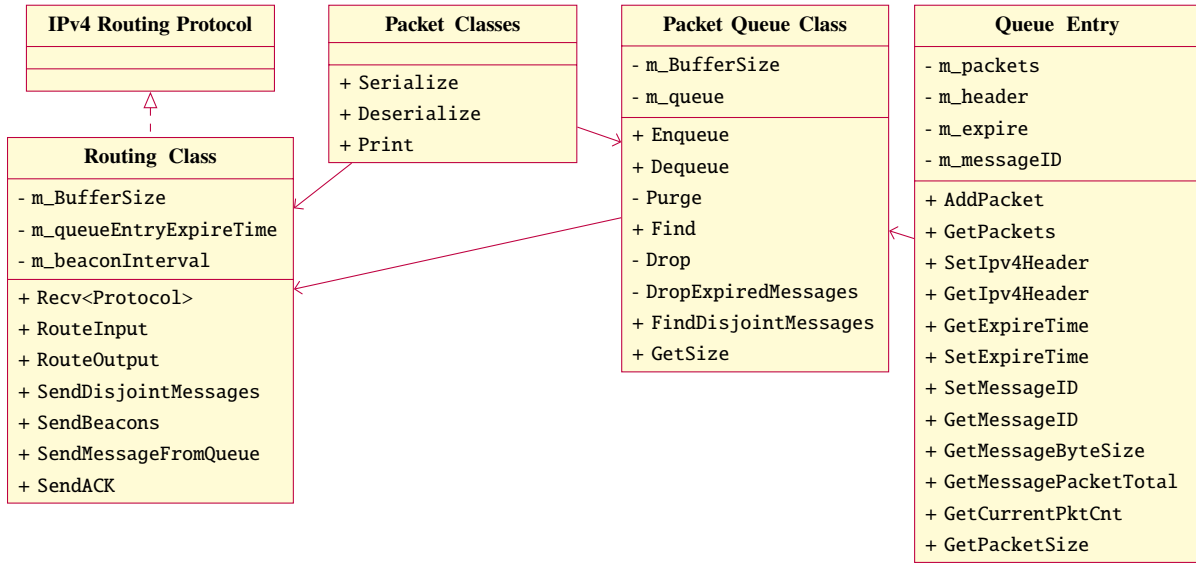 IPv4 Routing Protocol
Routing Class
- m_BufferSize
- m_queueEntryExpireTime
- m_beaconInterval
+ Recv<Protocol>
+ RouteInput
+ RouteOutput
+ SendDisjointMessages
+ SendBeacons
+ SendMessageFromQueue
+ SendACK
Packet Classes
+ Serialize
+ Deserialize
+ Print
Packet Queue Class
- m_BufferSize
- m_queue
+ Enqueue
+ Dequeue
- Purge
+ Find
- Drop
- DropExpiredMessages
+ FindDisjointMessages
+ GetSize
Queue Entry
- m_packets
- m_header
- m_expire
- m_messageID
+ AddPacket
+ GetPackets
+ SetIpv4Header
+ GetIpv4Header
+ GetExpireTime
+ SetExpireTime
+ SetMessageID
+ GetMessageID
+ GetMessageByteSize
+ GetMessagePacketTotal
+ GetCurrentPktCnt
+ GetPacketSize